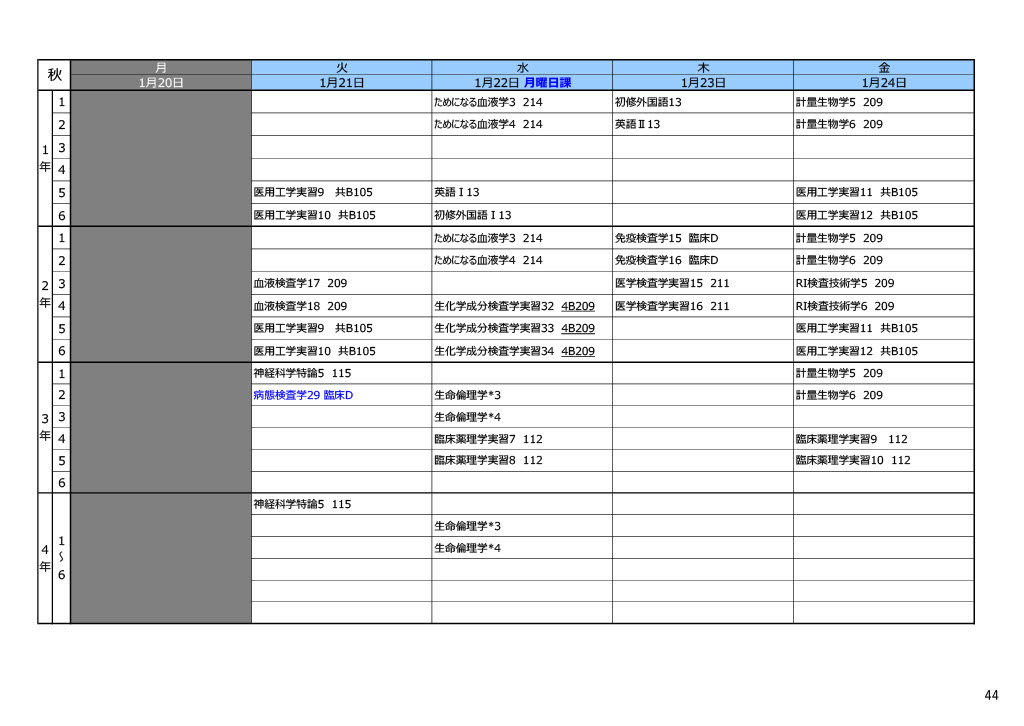 秋 月 火 水 木 金
1月20日 1月21日 1月22日 月曜日課 1月23日 1月24日
1年
1 ためになる血液学3 214 初修外国語13 計量生物学5 209
2 ためになる血液学4 214 英語Ⅱ13 計量生物学6 209
3
4
5 医用工学実習9 共B105 英語Ⅰ13 医用工学実習11 共B105
6 医用工学実習10 共B105 初修外国語Ⅰ13 医用工学実習12 共B105
2年
1 ためになる血液学3 214 免疫検査学15 臨床D 計量生物学5 209
2 ためになる血液学4 214 免疫検査学16 臨床D 計量生物学6 209
3 血液検査学17 209 医学検査学実習15 211 RI検査技術学5 209
4 血液検査学18 209 生化学成分検査学実習32 4B209 医学検査学実習16 211 RI検査技術学6 209
5 医用工学実習9 共B105 生化学成分検査学実習33 4B209 医用工学実習11 共B105
6 医用工学実習10 共B105 生化学成分検査学実習34 4B209 医用工学実習12 共B105
3年
1 神経科学特論5 115 計量生物学5 209
2 病態検査学29 臨床D 生命倫理学*3 計量生物学6 209
3 生命倫理学*4
4 臨床薬理学実習7 112 臨床薬理学実習9 112
5 臨床薬理学実習8 112 臨床薬理学実習10 112
6
4年
1～6
神経科学特論5 115
生命倫理学*3
生命倫理学*4
44